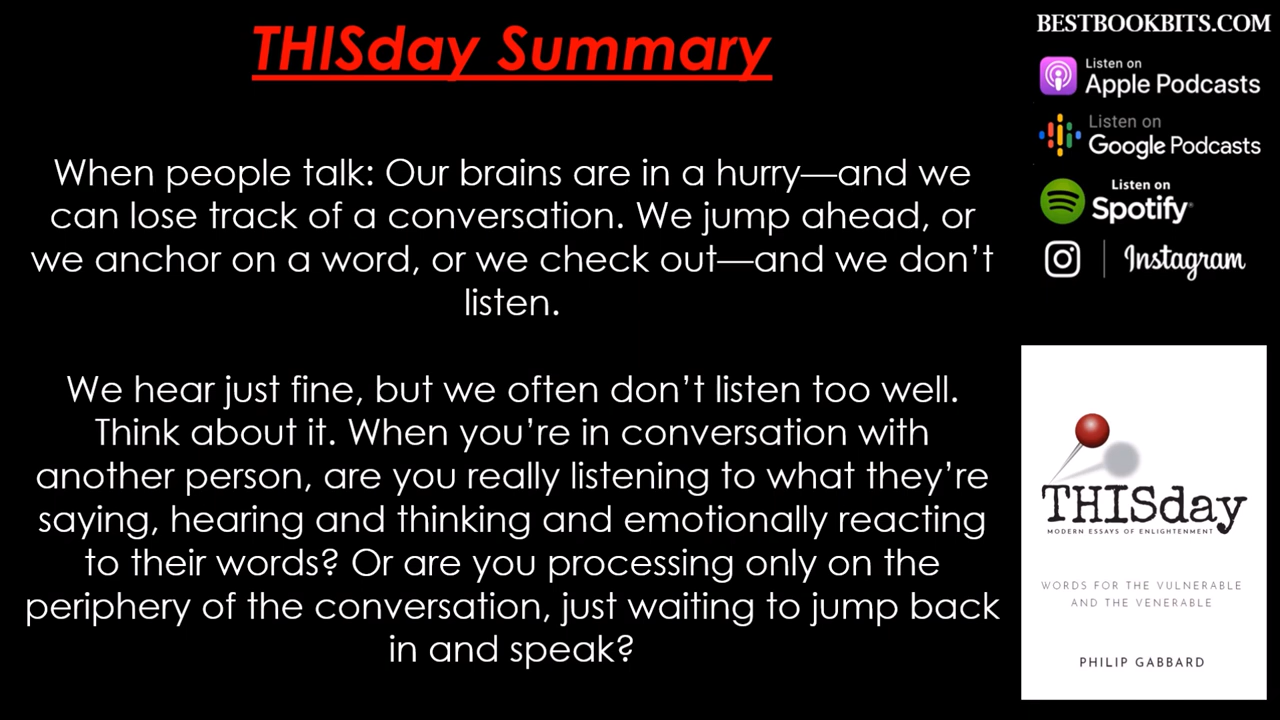 THISday Summary
When people talk: Our brains are in a hurry—and we
can lose track of a conversation. We jump ahead, or
we anchor on a word, or we check out—and we don’t
listen.
We hear just fine, but we often don’t listen too well.
Think about it. When you’re in conversation with
another person, are you really listening to what they’re
saying, hearing and thinking and emotionally reacting
to their words? Or are you processing only on the
periphery of the conversation, just waiting to jump back
in and speak?
BESTBOOKBITS.COM
Listen on
Apple Podcasts
Listen on
Google Podcasts
Listen on
Spotify
Instagram
THISday
MODERN ESSAYS OF ENLIGHTENMENT
WORDS FOR THE VULNERABLE
AND THE VENERABLE
PHILIP GABBARD